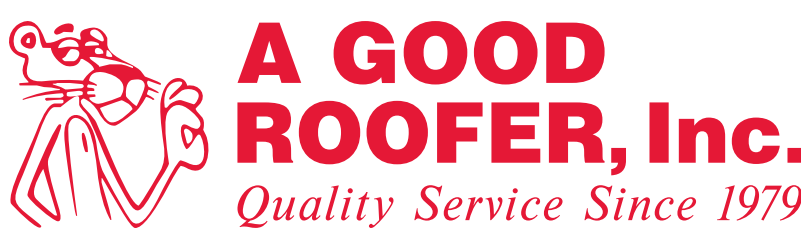 A GOOD
ROOFER, Inc.
Quality Service Since 1979